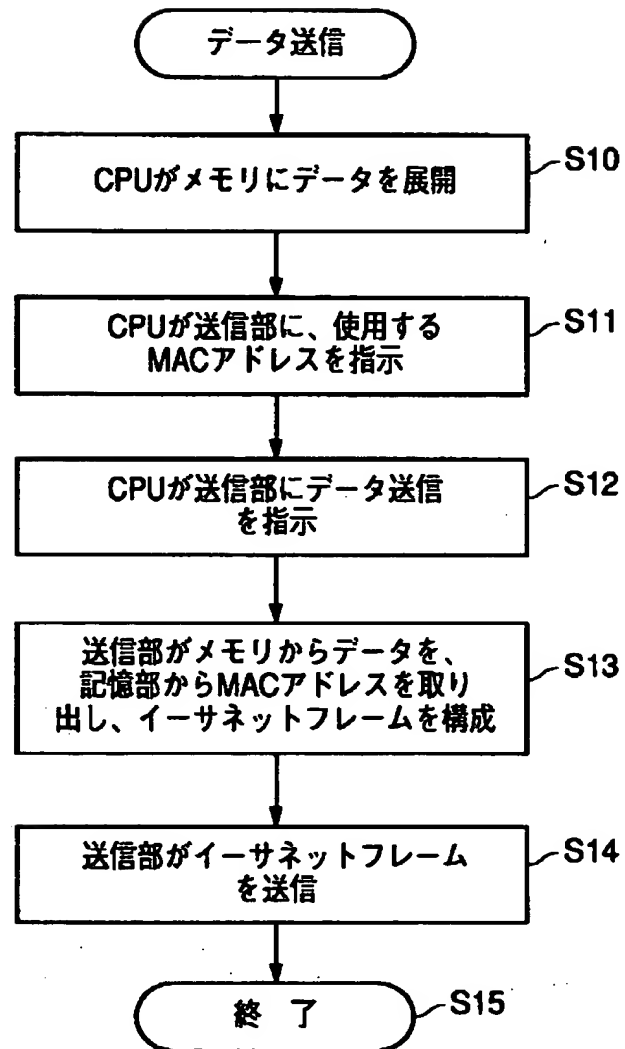 データ送信
CPUがメモリにデータを展開
S10
CPUが送信部に、使用する
MACアドレスを指示
S11
CPUが送信部にデータ送信
を指示
S12
送信部がメモリからデータを、
記憶部からMACアドレスを取り
出し、イーサネットフレームを構成
S13
送信部がイーサネットフレーム
を送信
S14
終 了
S15